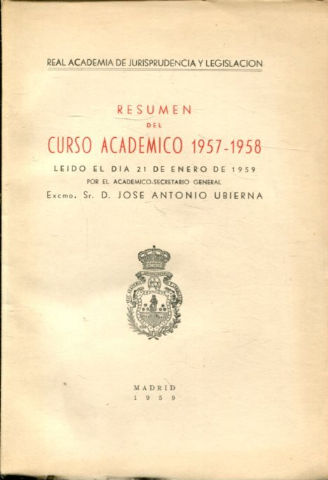 REAL ACADEMIA DE JURISPRUDENCIA Y LEGISLACION
RESUMEN
DEL
CURSO ACADEMICO 1957-1958
LEIDO EL DIA 21 DE ENERO DE 1959
POR EL ACADEMICO-SECRETARIO GENERAL
Excmo. Sr. D. JOSE ANTONIO UBIERNA
MADRID
1959